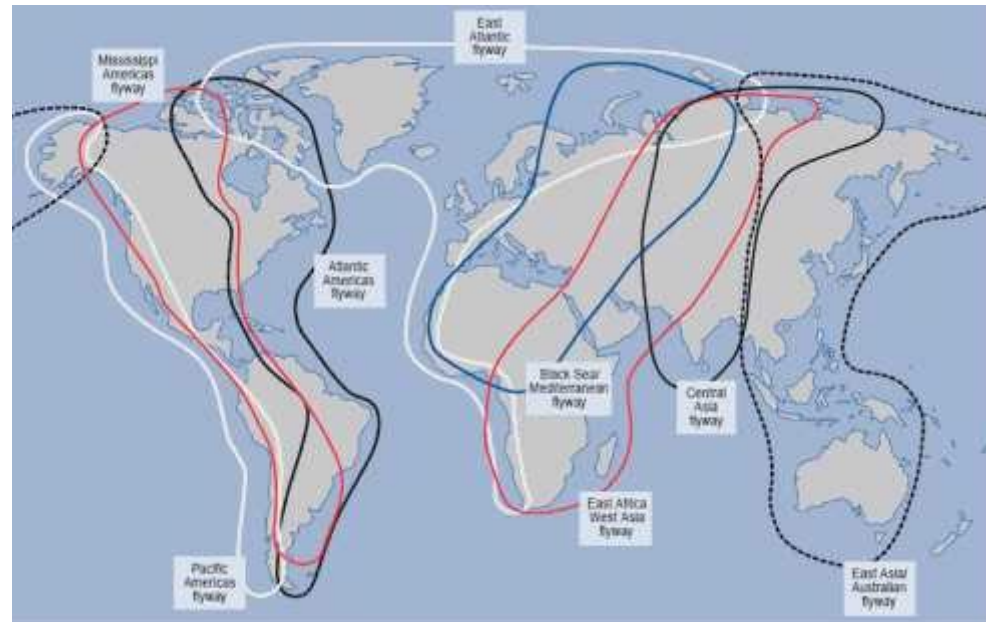 East
Atlantic
flyway
Mississippi
Americas
flyway
Atlantic
Americas
flyway
Black Sea/
Mediterranean
flyway
Central
Asia
flyway
East Africa
West Asia
flyway
Pacific
Americas
flyway
East Asia/
Australian
flyway